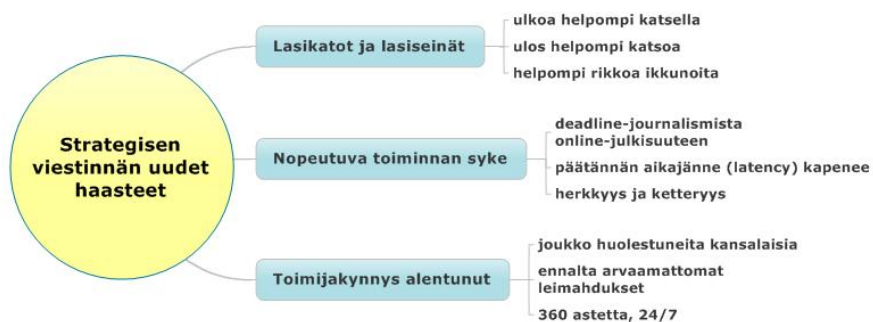 Strategisen
viestinnän uudet
haasteet
Lasikatot ja lasiseinät
ulkoa helpompi katsella
ulos helpompi katsoa
helpompi rikkoa ikkunoita
Nopeutuva toiminnan syke
deadline-journalismista
online-julkisuuteen
päätännän aikajänne (latency) kapenee
herkkyys ja ketteryys
Toimijakynnys alentunut
joukko huolestuneita kansalaisia
ennalta arvaamattomat
leimahdukset
360 astetta, 24/7